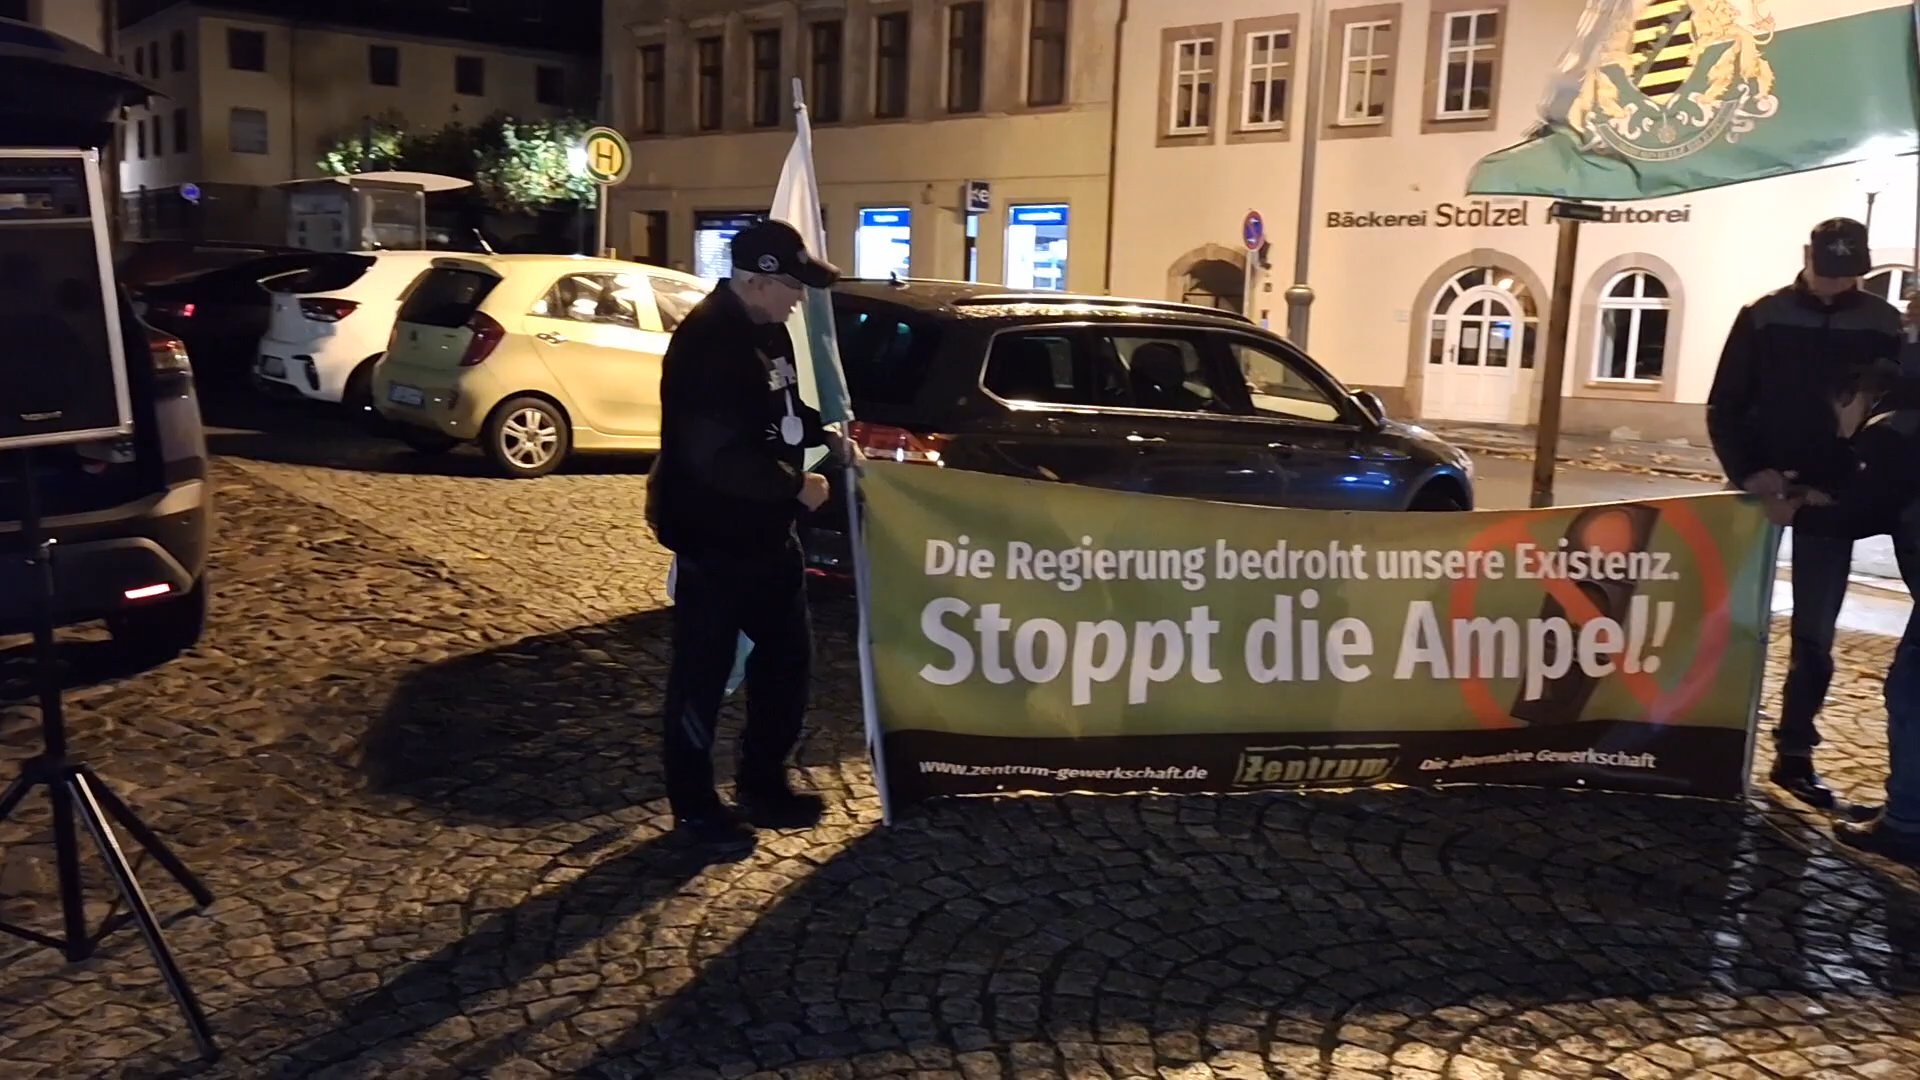 H
Bäckerei Stölzel
Die Regierung bedroht unsere Existenz.
Stoppt die Ampel!
www.zentrum-gewerkschaft.de
Zentrum
Die alternative Gewerkschaft